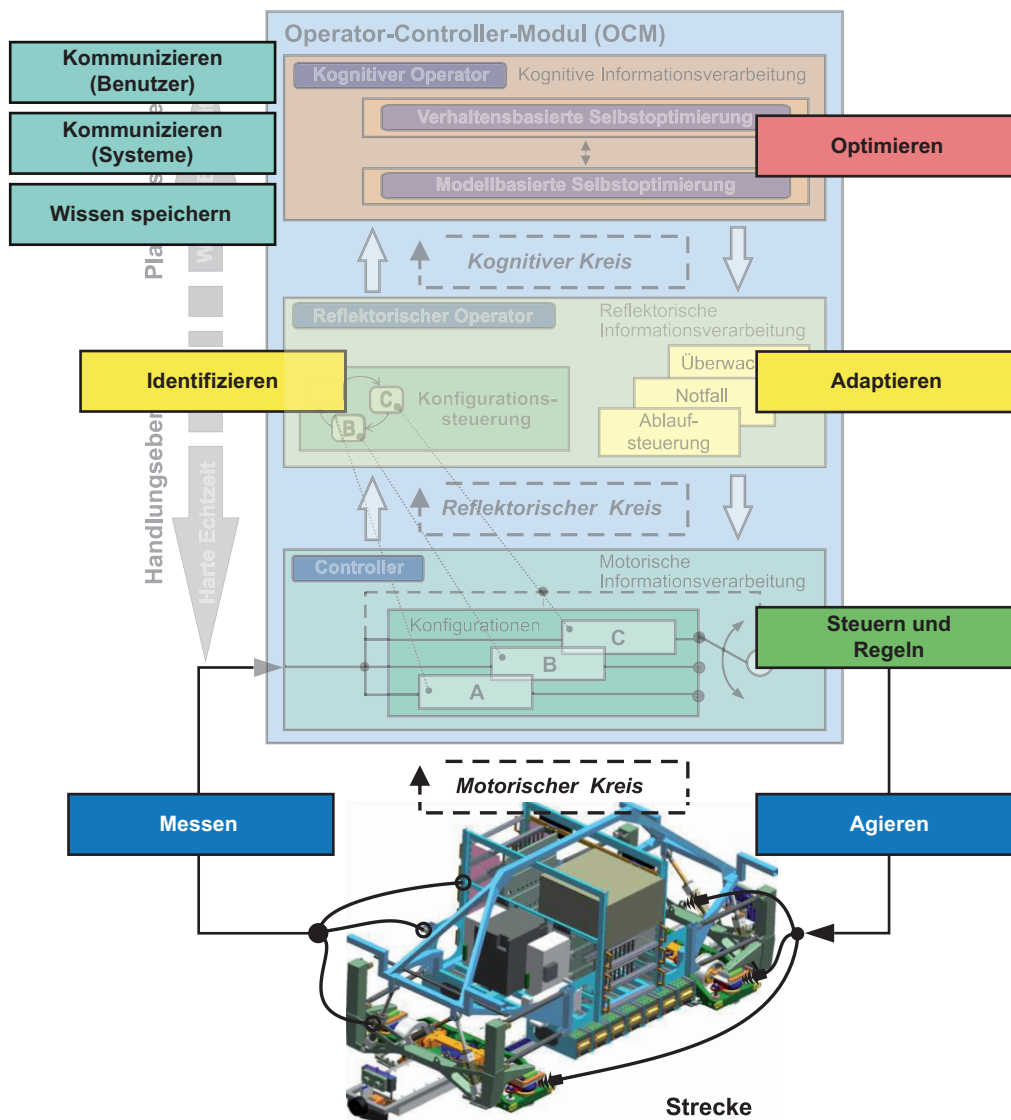 Operator-Controller-Modul (OCM)
Kommunizieren
(Benutzer)
Kognitiver Operator
Kognitive Informationsverarbeitung
Verhaltensbasierte Selbstoptimierung
Kommunizieren
(Systeme)
Optimieren
Modellbasierte Selbstoptimierung
Wissen speichern
Kognitiver Kreis
Reflektorischer Operator
Reflektorische
Informationsverarbeitung
Identifizieren
Adaptieren
Notfall
Ablauf-
steuerung
Konfigurations-
steuerung
C
B
Reflektorischer Kreis
Harte Echtzeit
Controller
Motorische
Informationsverarbeitung
Konfigurationen
C
B
A
Steuern und
Regeln
Motorischer Kreis
Messen
Agieren
Strecke